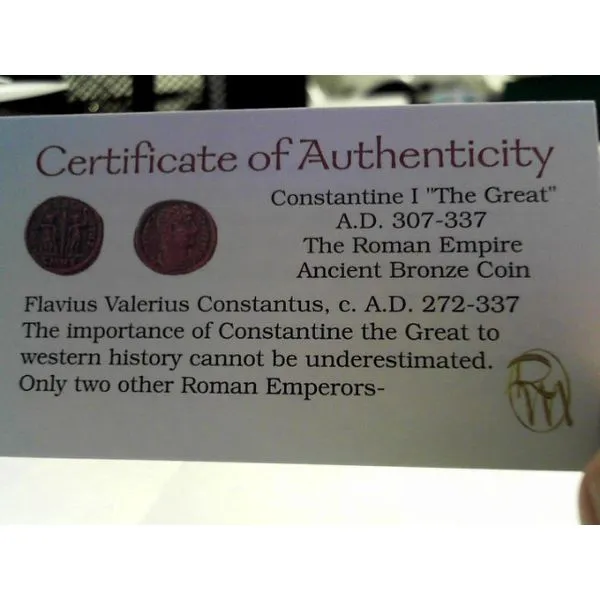 Certificate of Authenticity
Constantine I "The Great"
A.D. 307-337
The Roman Empire
Ancient Bronze Coin
Flavius Valerius Constantus, c. A.D. 272-337
The importance of Constantine the Great to
western history cannot be underestimated.
Only two other Roman Emperors-